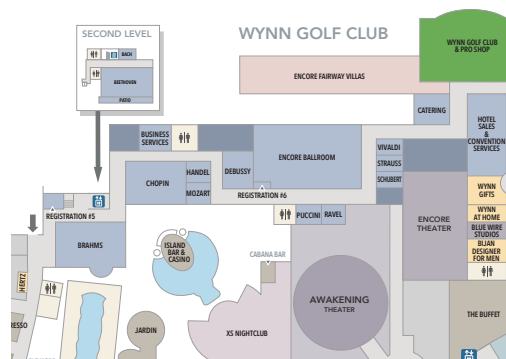 SECOND LEVEL
BACH
BEETHOVEN
PATIO
WYNN GOLF CLUB
WYNN GOLF CLUB
& PRO SHOP
ENCORE FAIRWAY VILLAS
CATERING
HOTEL
SALES
&
CONVENTION
SERVICES
BUSINESS
SERVICES
ENCORE BALLROOM
VIVALDI
STRAUSS
SCHUBERT
DEBUSSY
HANDEL
CHOPIN
MOZART
REGISTRATION #6
REGISTRATION #5
PUCCINI
RAVEL
WYNN
GIFTS
WYNN
AT HOME
BLUE WIRE
STUDIOS
BIJAN
DESIGNER
FOR MEN
ENCORE
THEATER
BRAHMS
ISLAND
BAR &
CASINO
CABANA BAR
HERTZ
AWAKENING
THEATER
THE BUFFET
RESSO
JARDIN
XS NIGHTCLUB